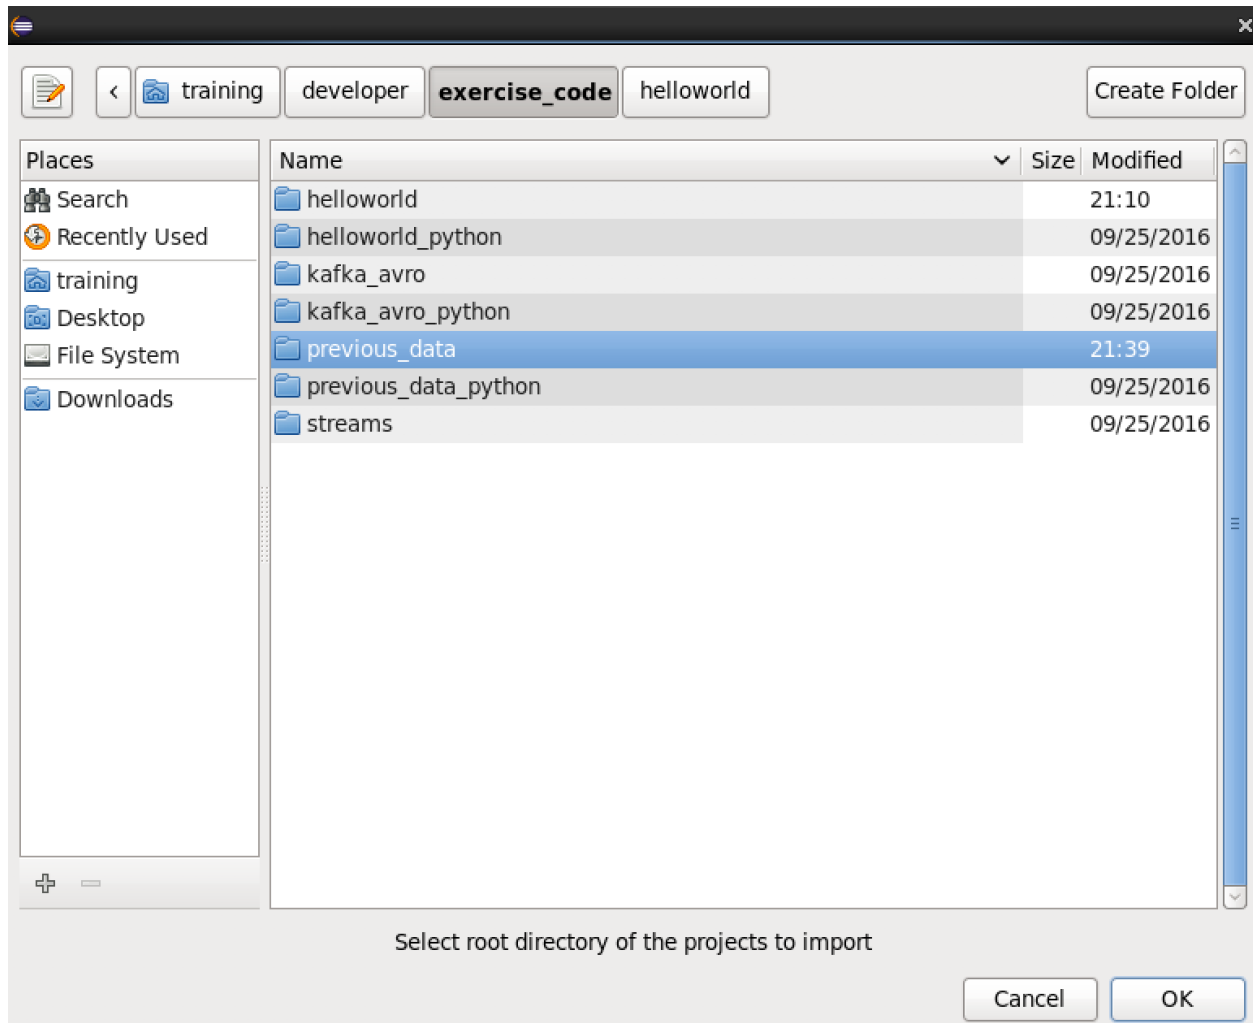 training developer exercise_code helloworld Create Folder
Places
Search
Recently Used
training
Desktop
File System
Downloads
Name Size Modified
helloworld 21:10
helloworld_python 09/25/2016
kafka_avro 09/25/2016
kafka_avro_python 09/25/2016
previous_data 21:39
previous_data_python 09/25/2016
streams 09/25/2016
Select root directory of the projects to import
Cancel OK